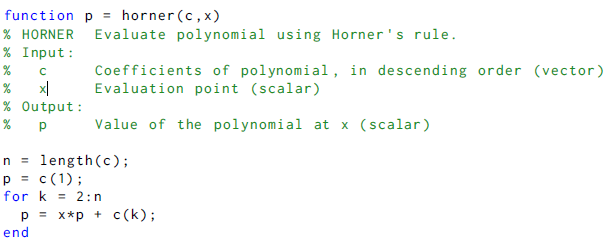 function p = horner(c,x)
% HORNER  Evaluate polynomial using Horner's rule.
% Input:
%   c     Coefficients of polynomial, in descending order (vector)
%   x     Evaluation point (scalar)
% Output:
%   p     Value of the polynomial at x (scalar)
n = length(c);
p = c(1);
for k = 2:n
  p = x*p + c(k);
end